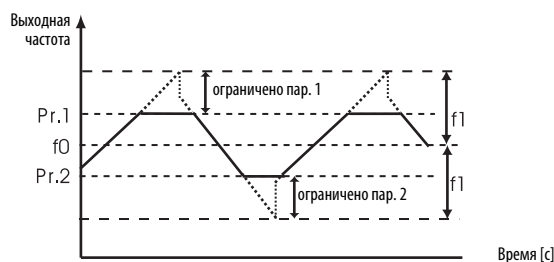 Выходная
частота
ограничено пар. 1
Pr.1
f1
f0
Pr.2
f1
ограничено пар. 2
Время [с]